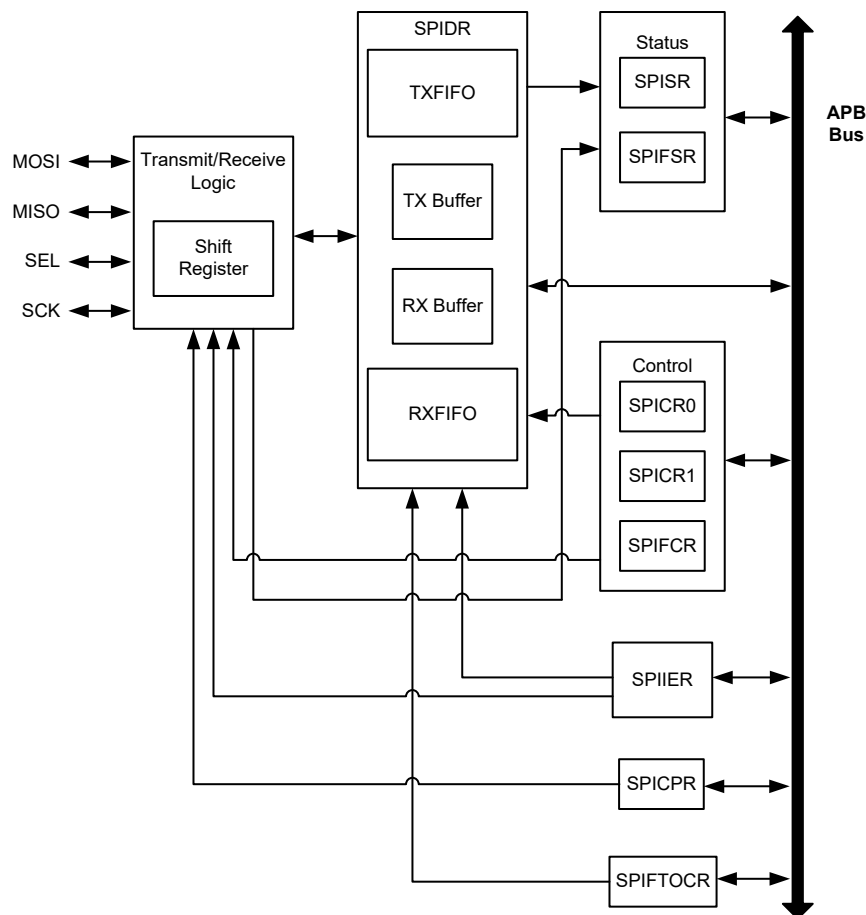 SPIDR
TXFIFO
TX Buffer
RX Buffer
RXFIFO
Status
SPISR
SPIFSR
APB
Bus
MOSI
MISO
SEL
SCK
Transmit/Receive
Logic
Shift
Register
Control
SPICR0
SPICR1
SPIFCR
SPIIER
SPICPR
SPIFTOCR